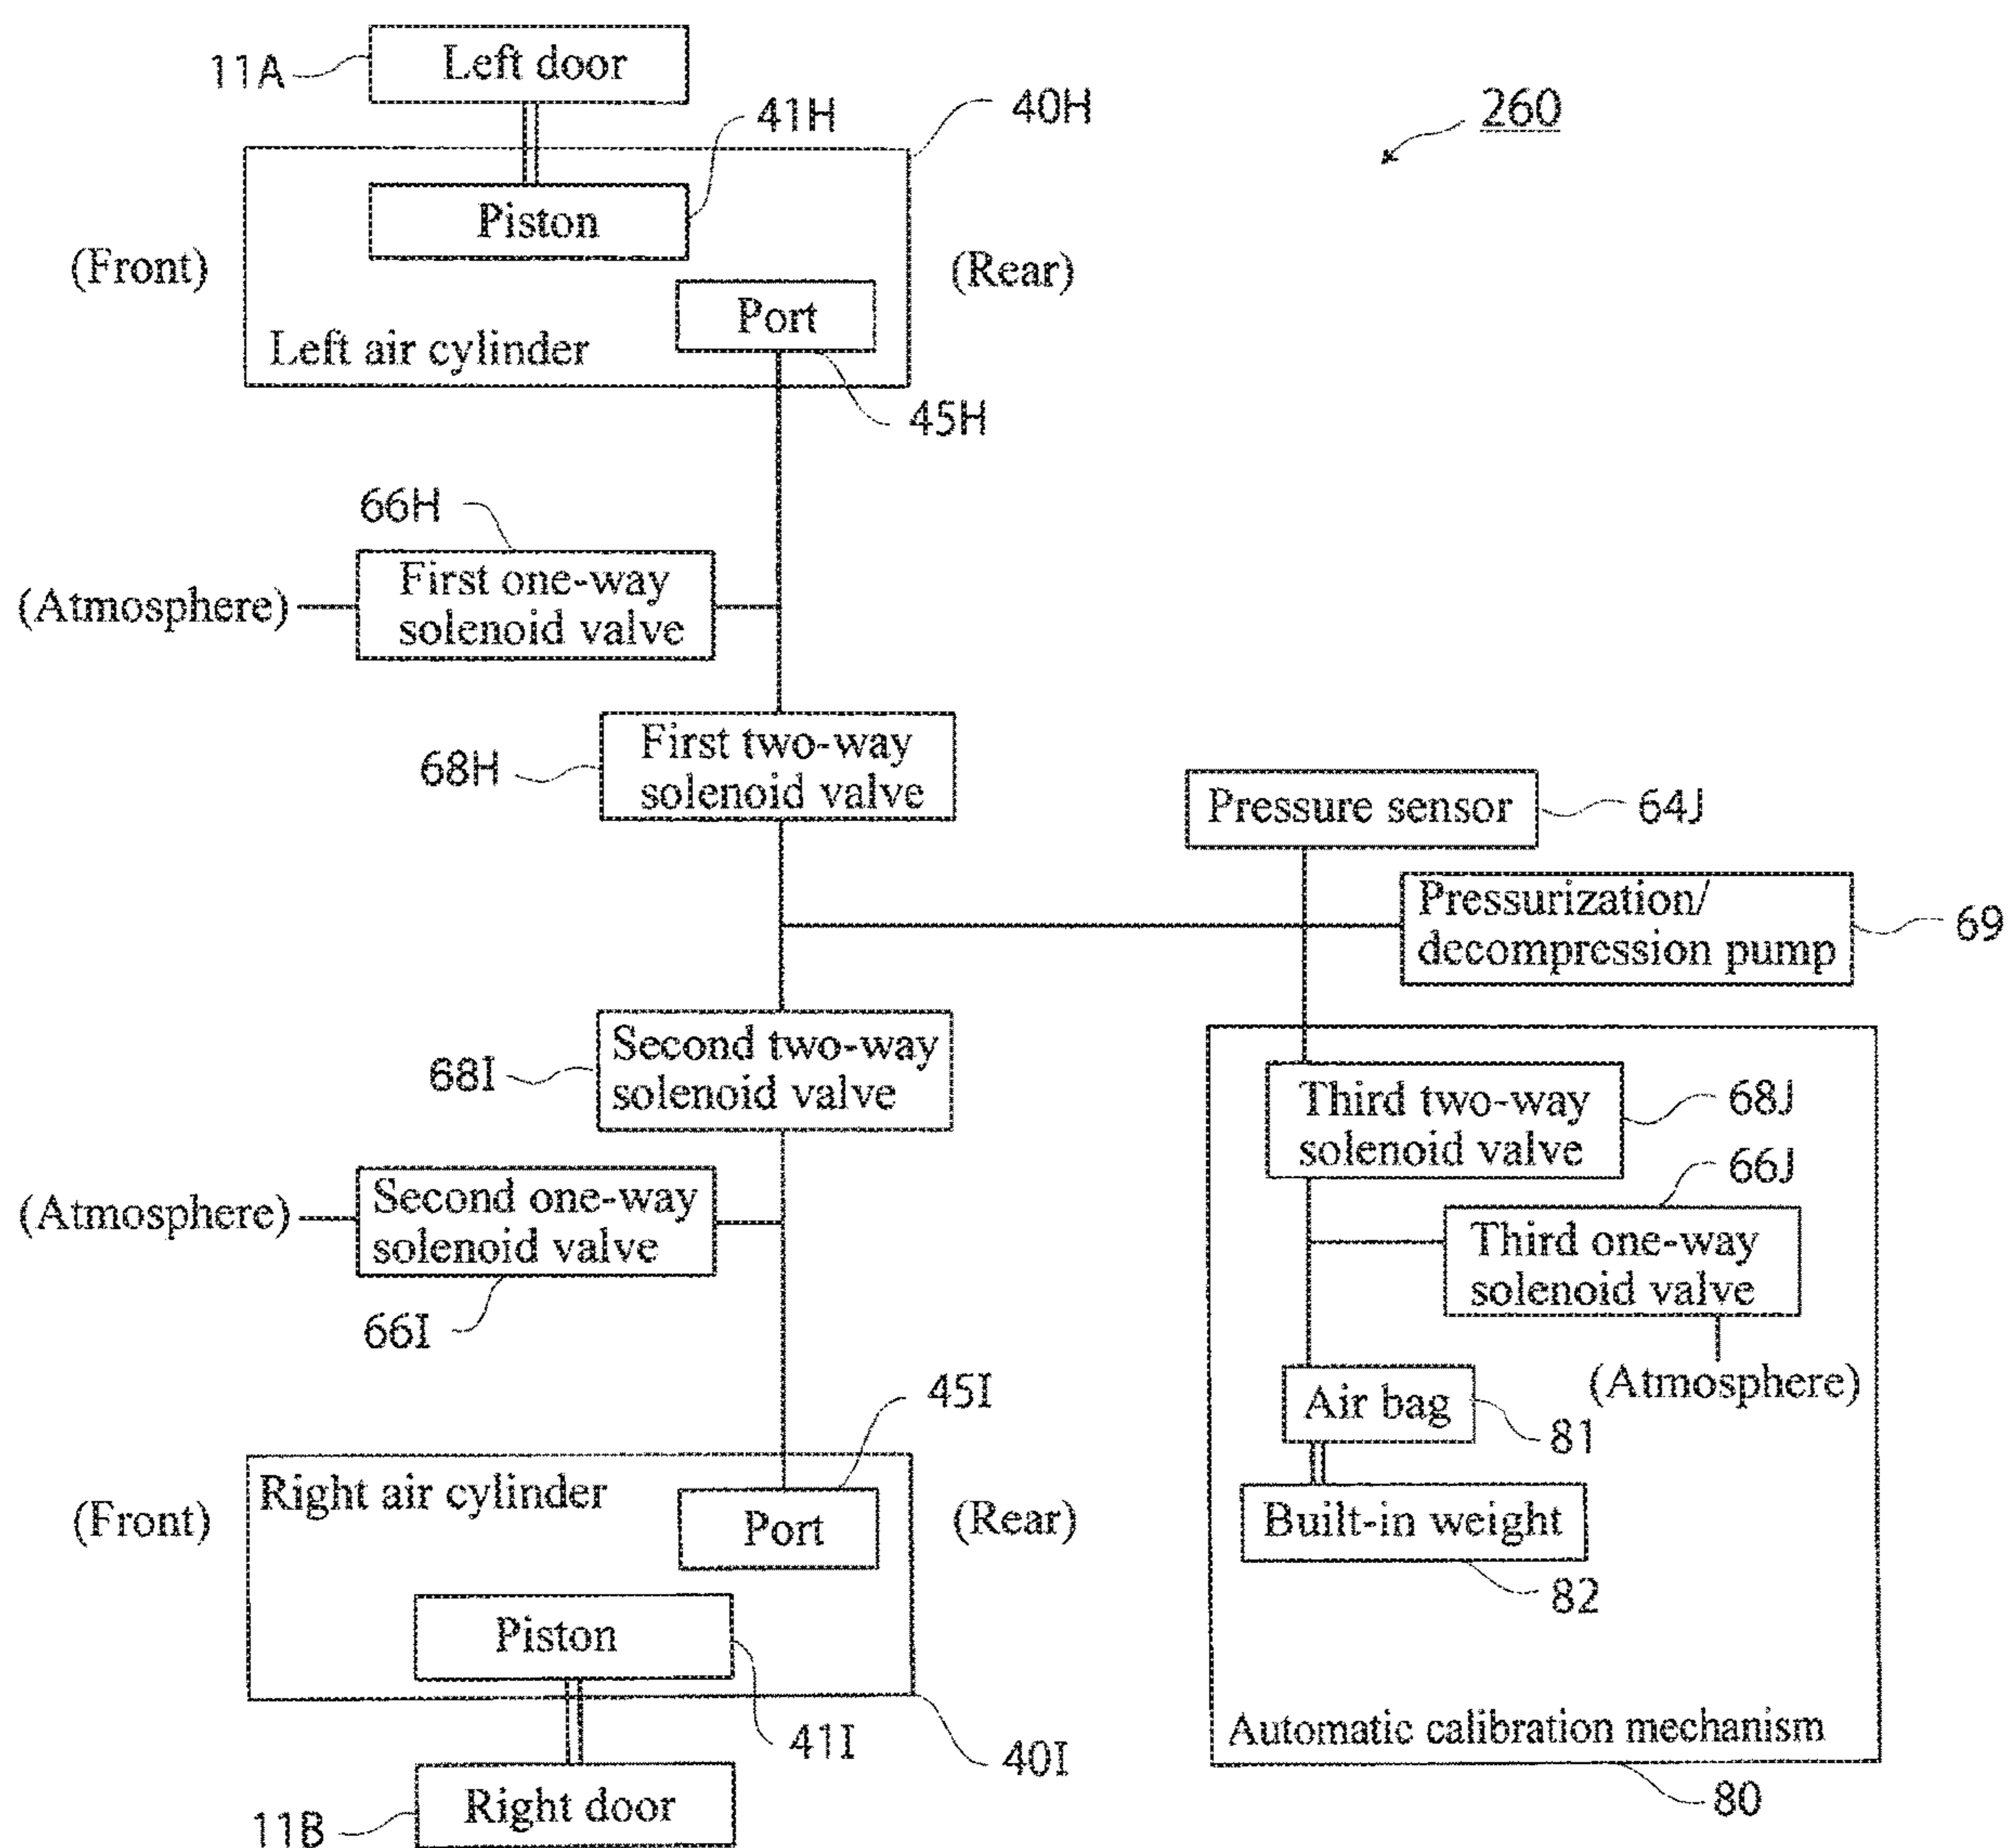 Left door
11A
41H
40H
260
Piston
(Front)
(Rear)
Port
Left air cylinder
45H
66H
(Atmosphere)
First one-way
solenoid valve
68H
First two-way
solenoid valve
Pressure sensor
64J
Pressurization/
decompression pump
69
68I
Second two-way
solenoid valve
Third two-way
solenoid valve
68J
66J
(Atmosphere)
Second one-way
solenoid valve
66I
Third one-way
solenoid valve
(Atmosphere)
45I
Air bag
81
(Front)
Right air cylinder
Port
(Rear)
Built-in weight
82
Piston
41I
40I
Automatic calibration mechanism
80
Right door
11B